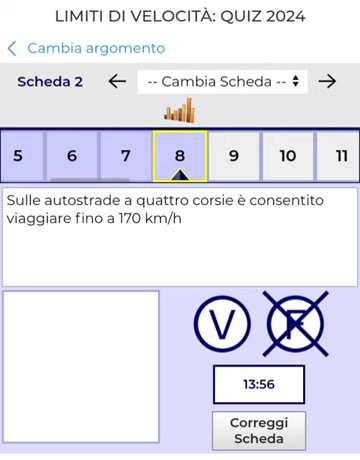 LIMITI DI VELOCITÀ: QUIZ 2024
Cambia argomento
Scheda 2
-- Cambia Scheda --
5 6 7 8 9 10 11
Sulle autostrade a quattro corsie è consentito
viaggiare fino a 170 km/h
V F
13:56
Correggi
Scheda